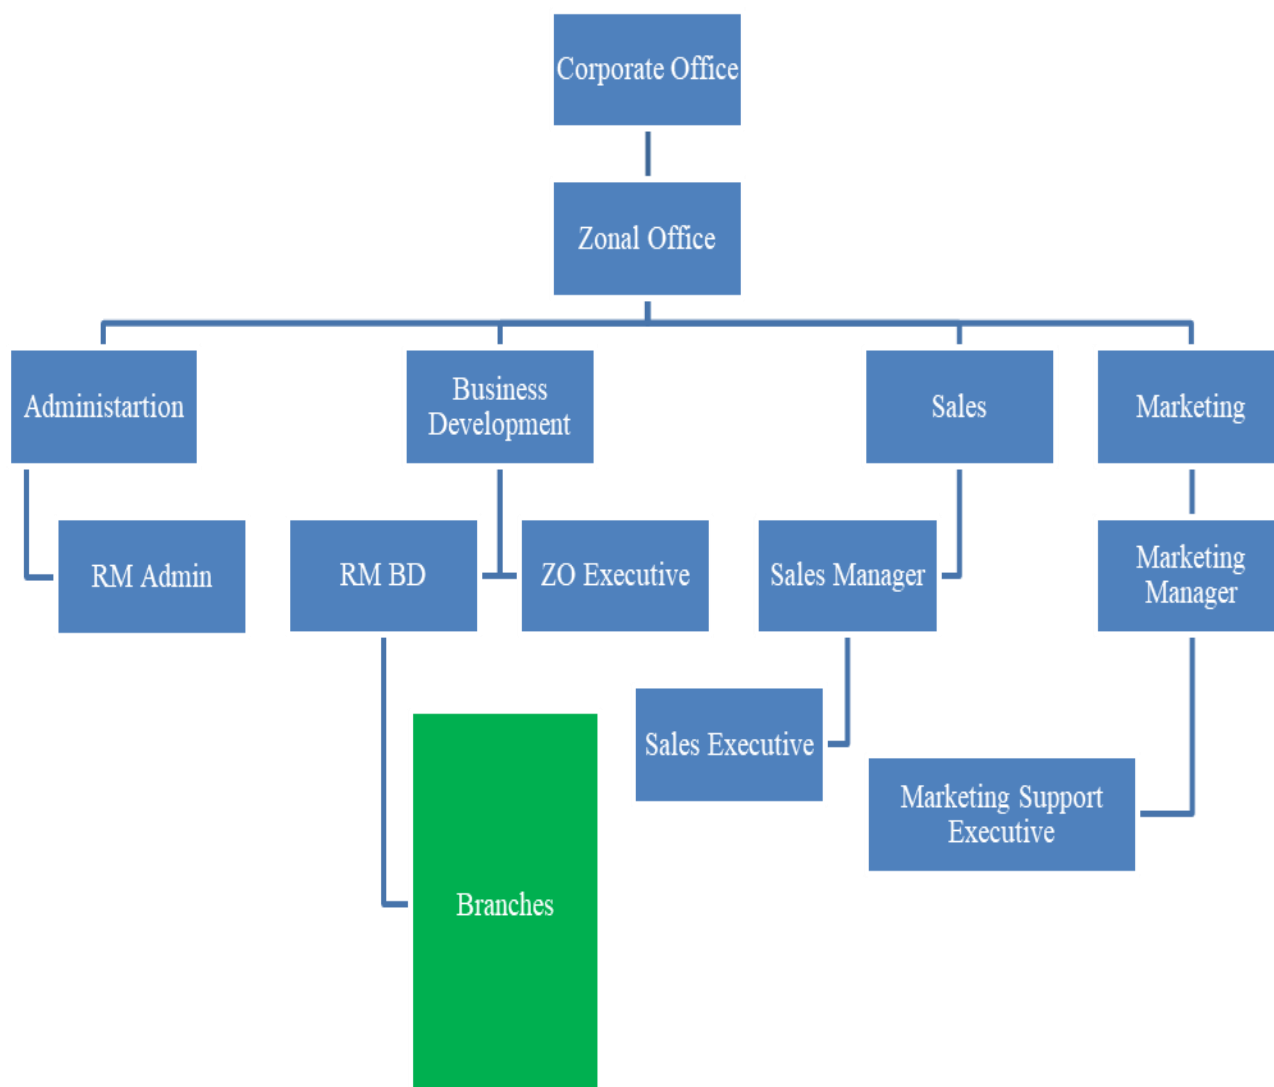 Corporate Office
Zonal Office
Administartion
Business
Development
Sales
Marketing
RM Admin
RM BD
ZO Executive
Sales Manager
Marketing
Manager
Sales Executive
Marketing Support
Executive
Branches